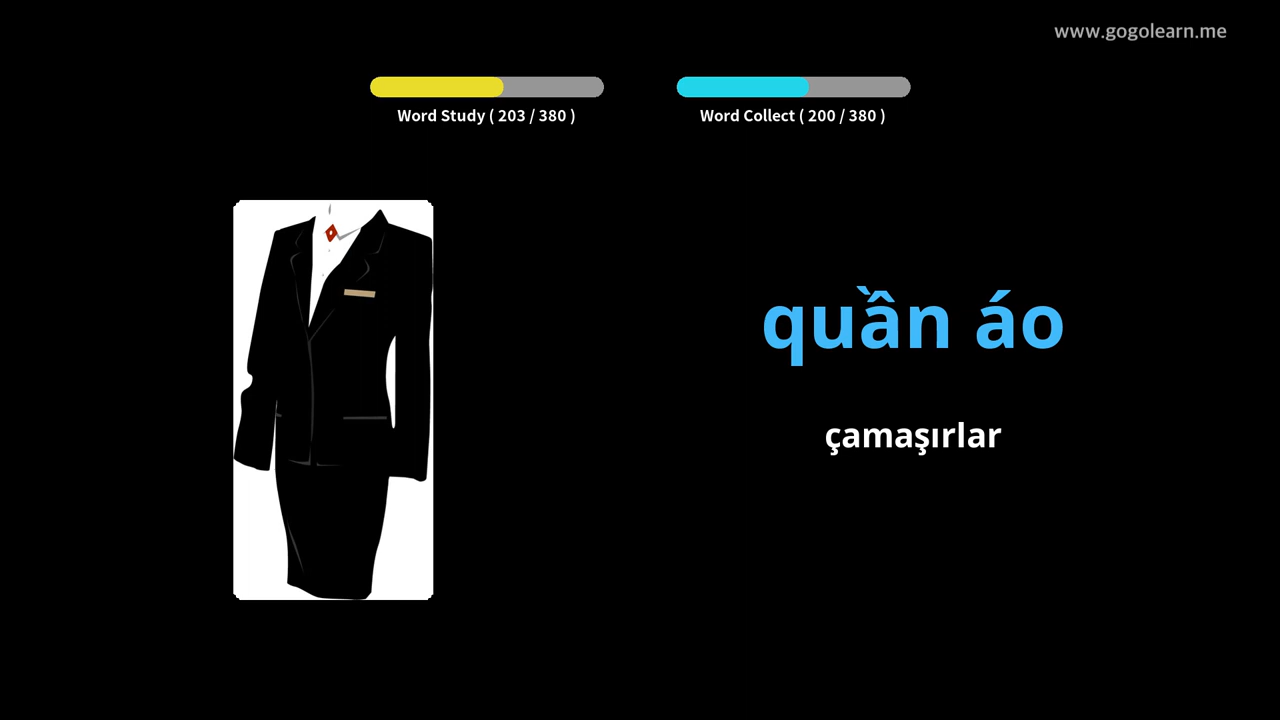 www.gogolearn.me
Word Study ( 203 / 380 )
Word Collect ( 200 / 380 )
quần áo
çamaşırlar